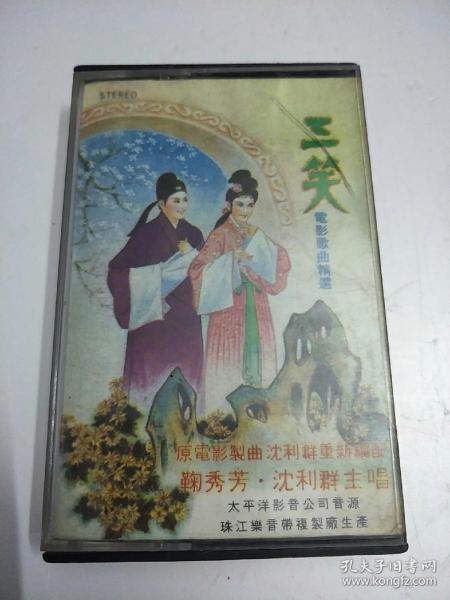 STEREO
三笑
電影歌曲精選
原電影製曲沈利群重新編配
鞠秀芳·沈利群主唱
太平洋影音公司音源
珠江樂音帶複製廠生產
孔夫子旧书网
www.kongfz.com